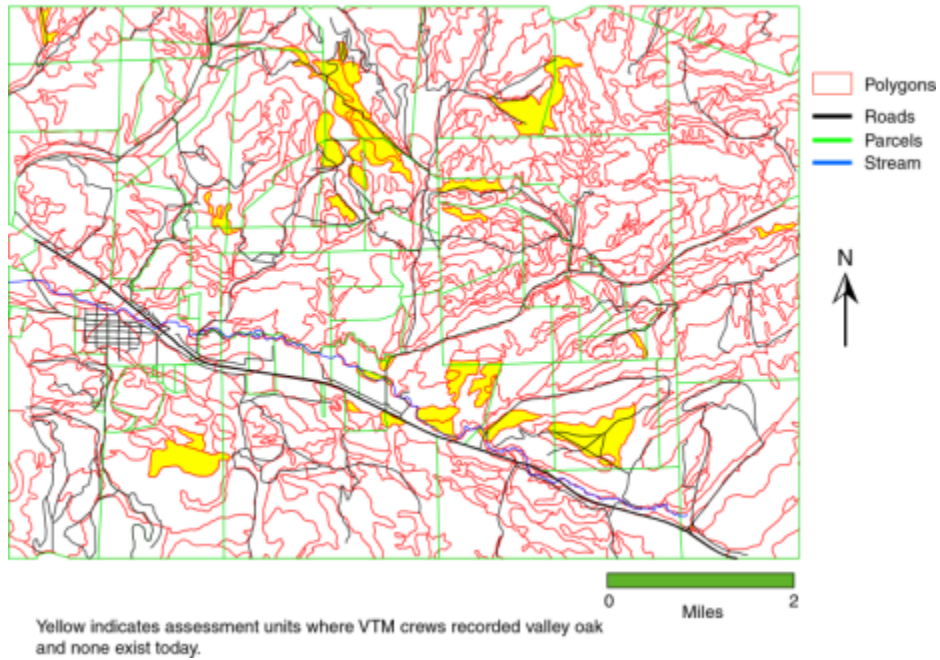 Polygons
Roads
Parcels
Stream
N
0
2
Miles
Yellow indicates assessment units where VTM crews recorded valley oak
and none exist today.